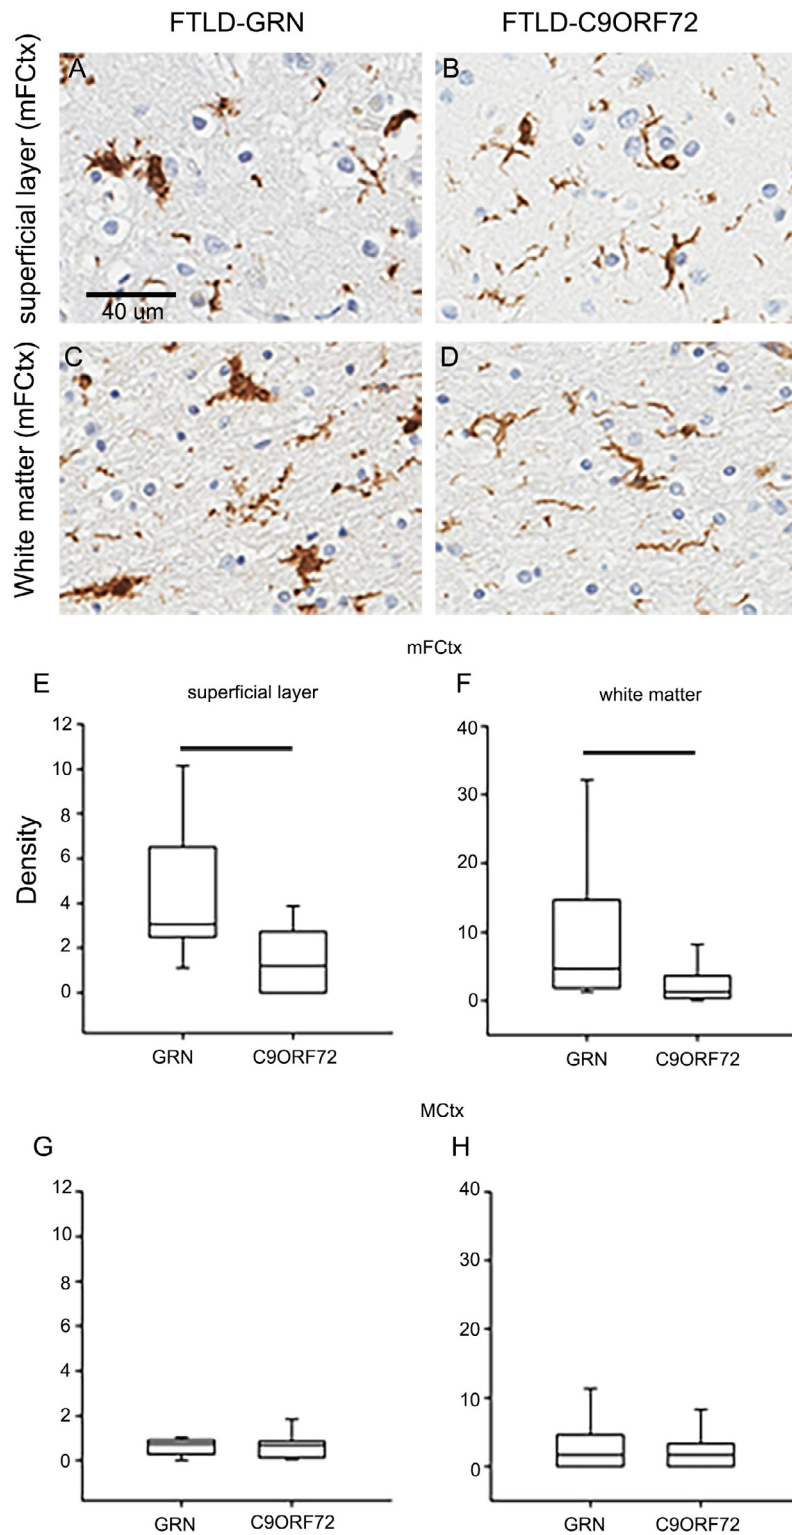 FTLD-GRN FTLD-C9ORF72
superficial layer (mFCtx)
A
B
40 um
White matter (mFCtx)
C
D
mFCtx
E
superficial layer
Density
12
10
8
6
4
2
0
GRN C9ORF72
F
white matter
40
30
20
10
0
GRN C9ORF72
MCtx
G
12
10
8
6
4
2
0
GRN C9ORF72
H
40
30
20
10
0
GRN C9ORF72